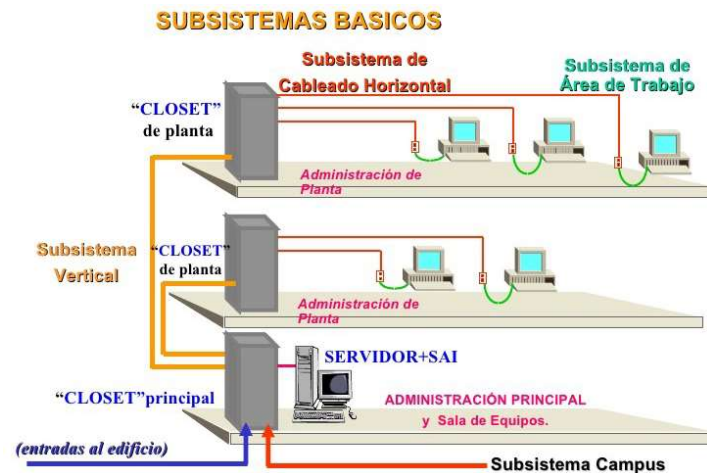 SUBSISTEMAS BASICOS
Subsistema de
Cableado Horizontal
Subsistema de
Área de Trabajo
“CLOSET”
de planta
Administración de
Planta
Subsistema
Vertical
“CLOSET”
de planta
Administración de
Planta
SERVIDOR+SAI
“CLOSET”principal
ADMINISTRACIÓN PRINCIPAL
y Sala de Equipos.
(entradas al edificio)
Subsistema Campus